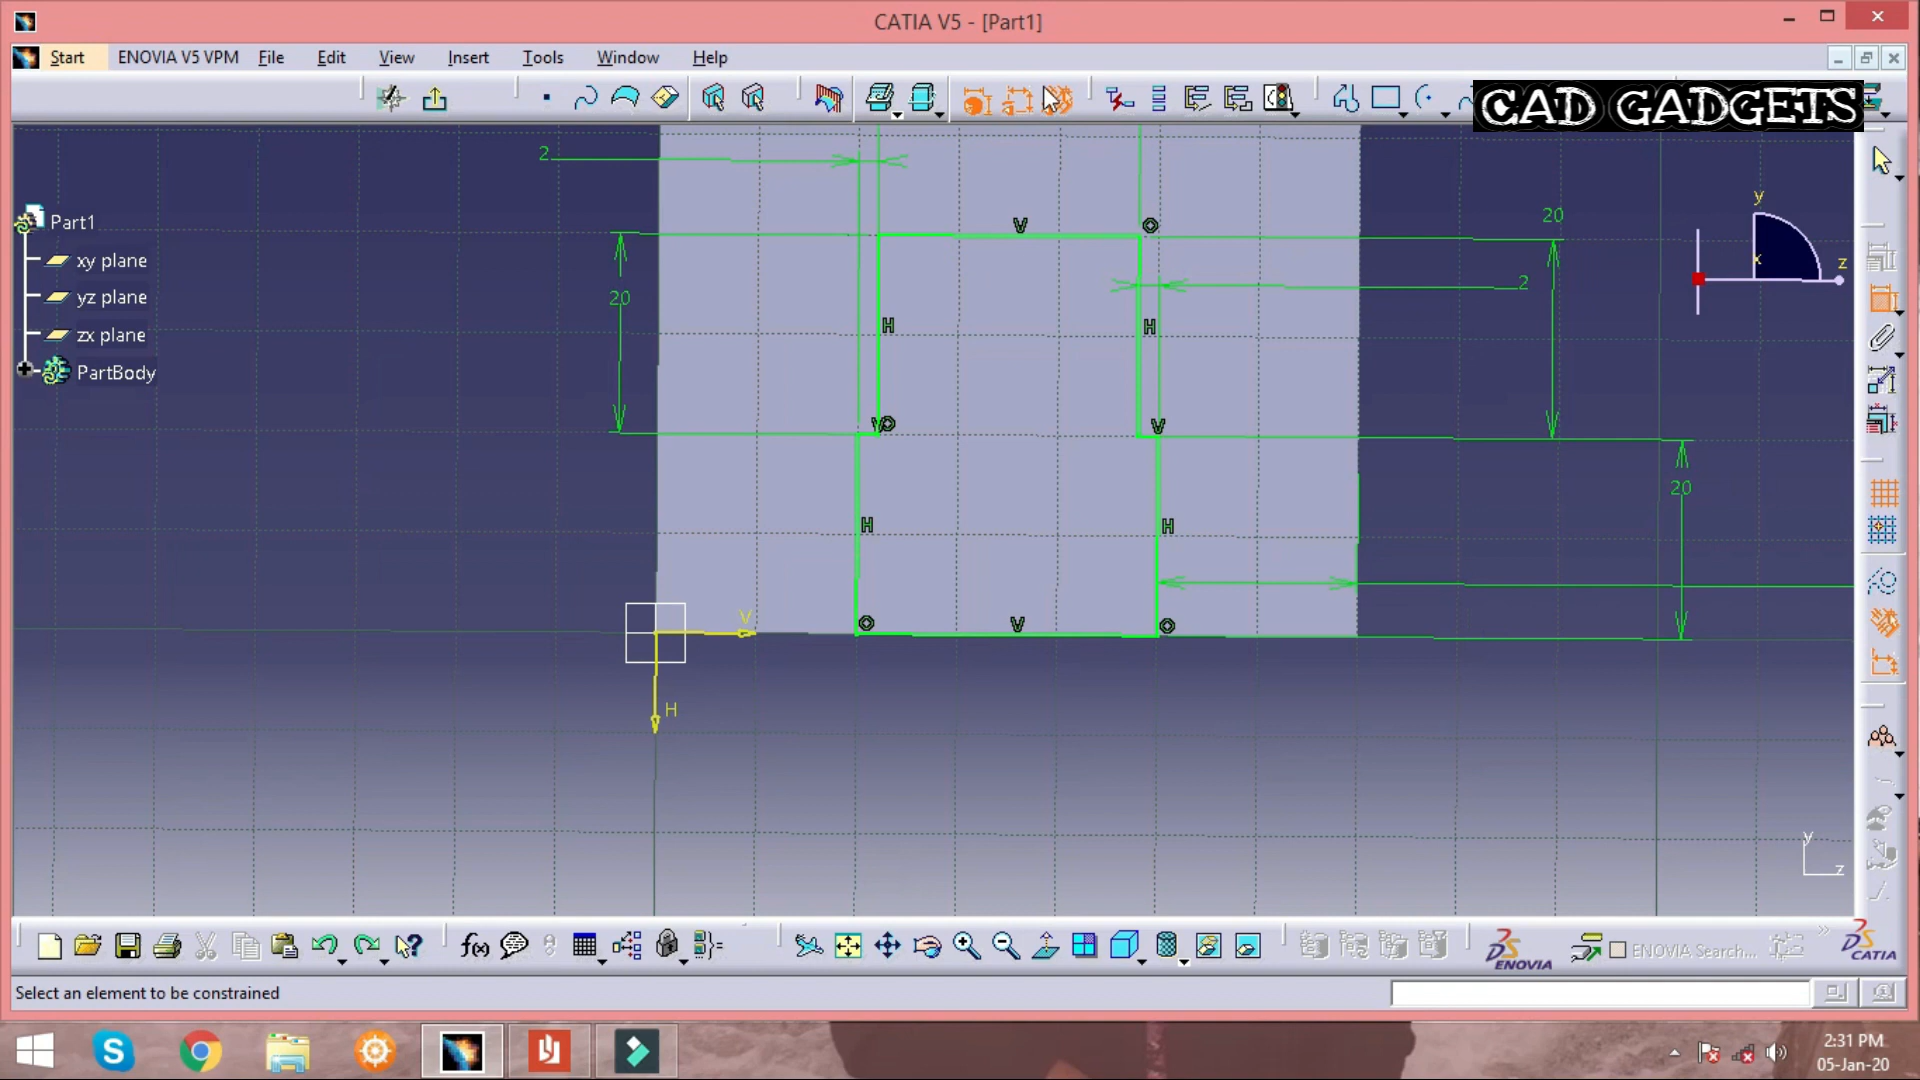 CATIA V5 - [Part1]
Start ENOVIA V5 VPM File Edit View Insert Tools Window Help
CAD GADGETS
2
20
V
y
Part1
x
z
xy plane
yz plane
20
2
zx plane
H
H
PartBody
V
20
H
H
V
V
H
y
z
f(x)
ENOVIA
ENOVIA Search...
CATIA
Select an element to be constrained
2:31 PM
05-Jan-20